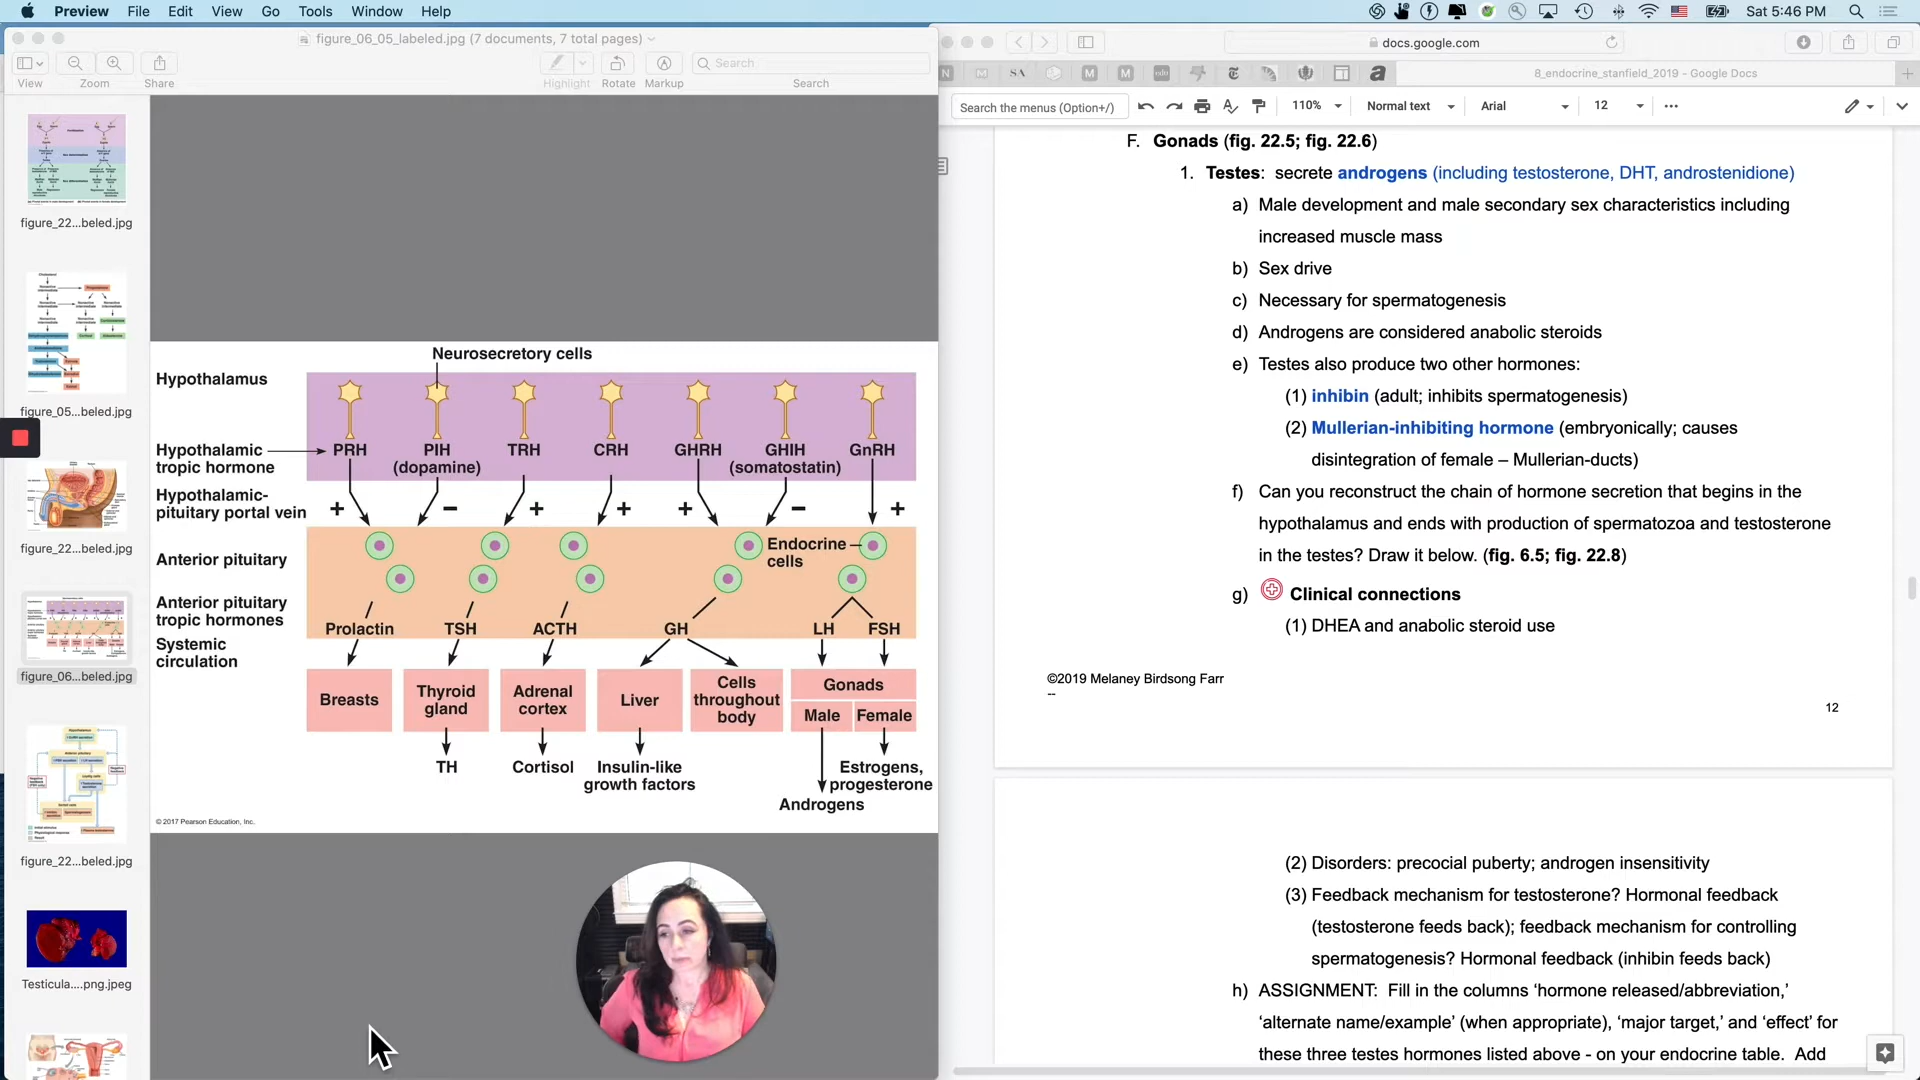 Preview File Edit View Go Tools Window Help
Sat 5:46 PM
figure_06_05_labeled.jpg (7 documents, 7 total pages)
View Zoom Share Highlight Rotate Markup Search
Search
figure_22...beled.jpg
figure_05...beled.jpg
figure_22...beled.jpg
figure_06...beled.jpg
figure_22...beled.jpg
Testicula....png.jpeg
Neurosecretory cells
Hypothalamus
Hypothalamic
tropic hormone
PRH PIH TRH CRH GHRH GHIH GnRH
(dopamine) (somatostatin)
Hypothalamic-
pituitary portal vein
+ − + + + − +
Anterior pituitary
Endocrine
cells
Anterior pituitary
tropic hormones
Prolactin TSH ACTH GH LH FSH
Systemic
circulation
Breasts
Thyroid
gland
Adrenal
cortex
Liver
Cells
throughout
body
Gonads
Male Female
TH
Cortisol
Insulin-like
growth factors
Estrogens,
progesterone
Androgens
© 2017 Pearson Education, Inc.
docs.google.com
8_endocrine_stanfield_2019 - Google Docs
Search the menus (Option+/) 110% Normal text Arial 12
F. Gonads (fig. 22.5; fig. 22.6)
1. Testes: secrete androgens (including testosterone, DHT, androstenidione)
a) Male development and male secondary sex characteristics including
increased muscle mass
b) Sex drive
c) Necessary for spermatogenesis
d) Androgens are considered anabolic steroids
e) Testes also produce two other hormones:
(1) inhibin (adult; inhibits spermatogenesis)
(2) Mullerian-inhibiting hormone (embryonically; causes
disintegration of female – Mullerian-ducts)
f) Can you reconstruct the chain of hormone secretion that begins in the
hypothalamus and ends with production of spermatozoa and testosterone
in the testes? Draw it below. (fig. 6.5; fig. 22.8)
g) Clinical connections
(1) DHEA and anabolic steroid use
©2019 Melaney Birdsong Farr
--
12
(2) Disorders: precocial puberty; androgen insensitivity
(3) Feedback mechanism for testosterone? Hormonal feedback
(testosterone feeds back); feedback mechanism for controlling
spermatogenesis? Hormonal feedback (inhibin feeds back)
h) ASSIGNMENT: Fill in the columns ‘hormone released/abbreviation,’
‘alternate name/example’ (when appropriate), ‘major target,’ and ‘effect’ for
these three testes hormones listed above - on your endocrine table. Add